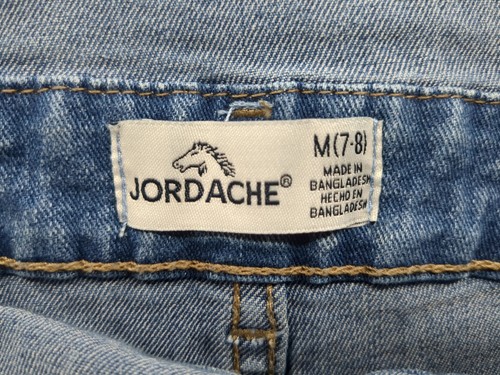 JORDACHE®
M(7-8)
MADE IN
BANGLADESH
HECHO EN
BANGLADESH